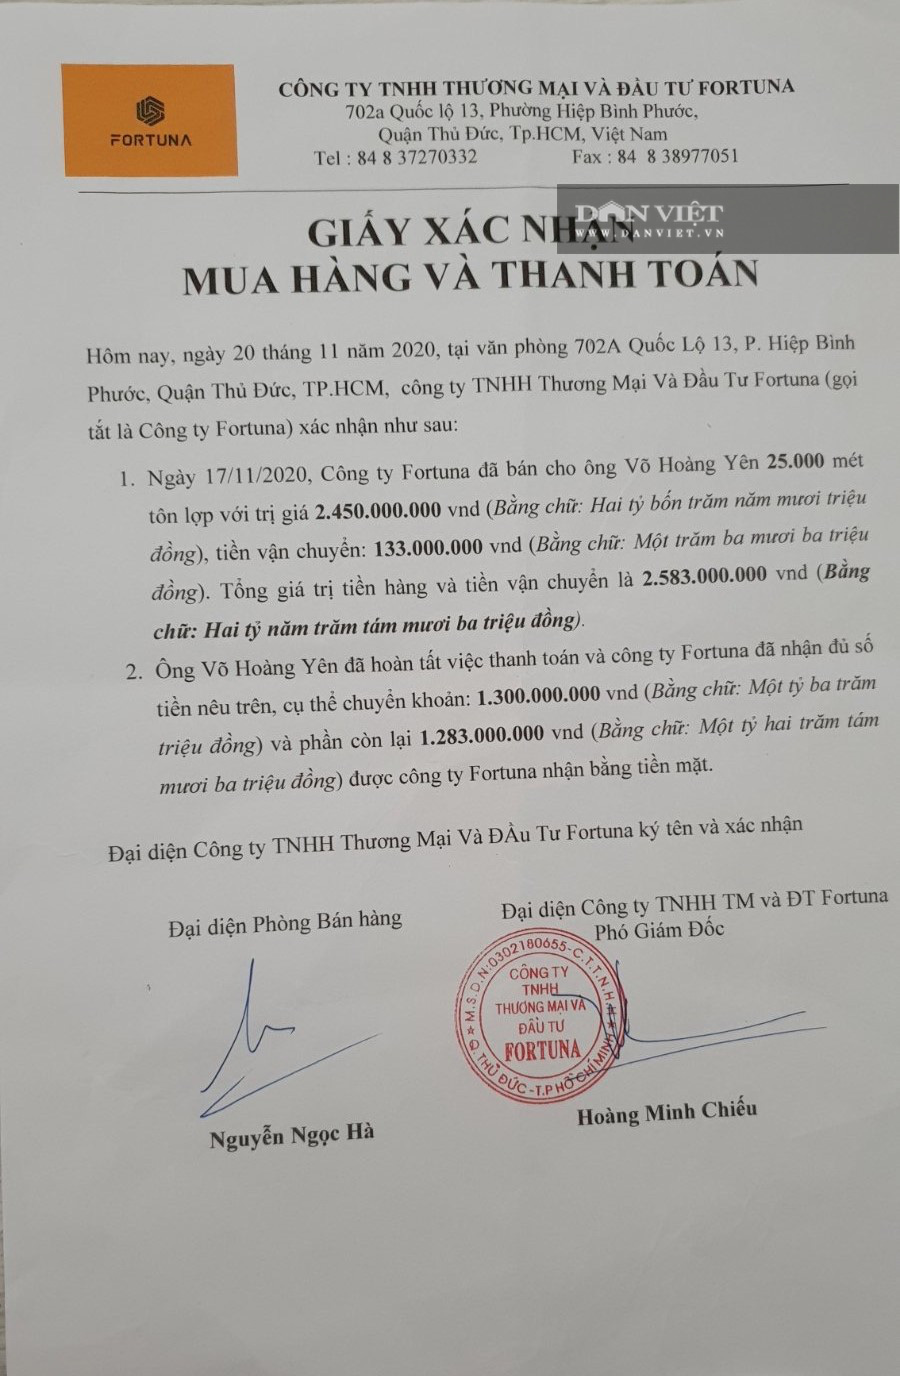 FORTUNA
CÔNG TY TNHH THƯƠNG MẠI VÀ ĐẦU TƯ FORTUNA
702a Quốc lộ 13, Phường Hiệp Bình Phước,
Quận Thủ Đức, Tp.HCM, Việt Nam
Tel : 84 8 37270332 Fax : 84 8 38977051
DÂN VIỆT
WWW.DANVIET.VN
GIẤY XÁC NHẬN
MUA HÀNG VÀ THANH TOÁN
Hôm nay, ngày 20 tháng 11 năm 2020, tại văn phòng 702A Quốc Lộ 13, P. Hiệp Bình
Phước, Quận Thủ Đức, TP.HCM, công ty TNHH Thương Mại Và Đầu Tư Fortuna (gọi
tắt là Công ty Fortuna) xác nhận như sau:
1. Ngày 17/11/2020, Công ty Fortuna đã bán cho ông Võ Hoàng Yên 25.000 mét
tôn lợp với trị giá 2.450.000.000 vnd (Bằng chữ: Hai tỷ bốn trăm năm mươi triệu
đồng), tiền vận chuyển: 133.000.000 vnd (Bằng chữ: Một trăm ba mươi ba triệu
đồng). Tổng giá trị tiền hàng và tiền vận chuyển là 2.583.000.000 vnd (Bằng
chữ: Hai tỷ năm trăm tám mươi ba triệu đồng).
2. Ông Võ Hoàng Yên đã hoàn tất việc thanh toán và công ty Fortuna đã nhận đủ số
tiền nêu trên, cụ thể chuyển khoản: 1.300.000.000 vnd (Bằng chữ: Một tỷ ba trăm
triệu đồng) và phần còn lại 1.283.000.000 vnd (Bằng chữ: Một tỷ hai trăm tám
mươi ba triệu đồng) được công ty Fortuna nhận bằng tiền mặt.
Đại diện Công ty TNHH Thương Mại Và ĐẦu Tư Fortuna ký tên và xác nhận
Đại diện Phòng Bán hàng
Đại diện Công ty TNHH TM và ĐT Fortuna
Phó Giám Đốc
M.S.D.N:0302180655-C.T.T.N.H.H
CÔNG TY
TNHH
THƯƠNG MẠI VÀ
ĐẦU TƯ
FORTUNA
Q. THỦ ĐỨC -T.P HỒ CHÍ MINH
Nguyễn Ngọc Hà
Hoàng Minh Chiếu